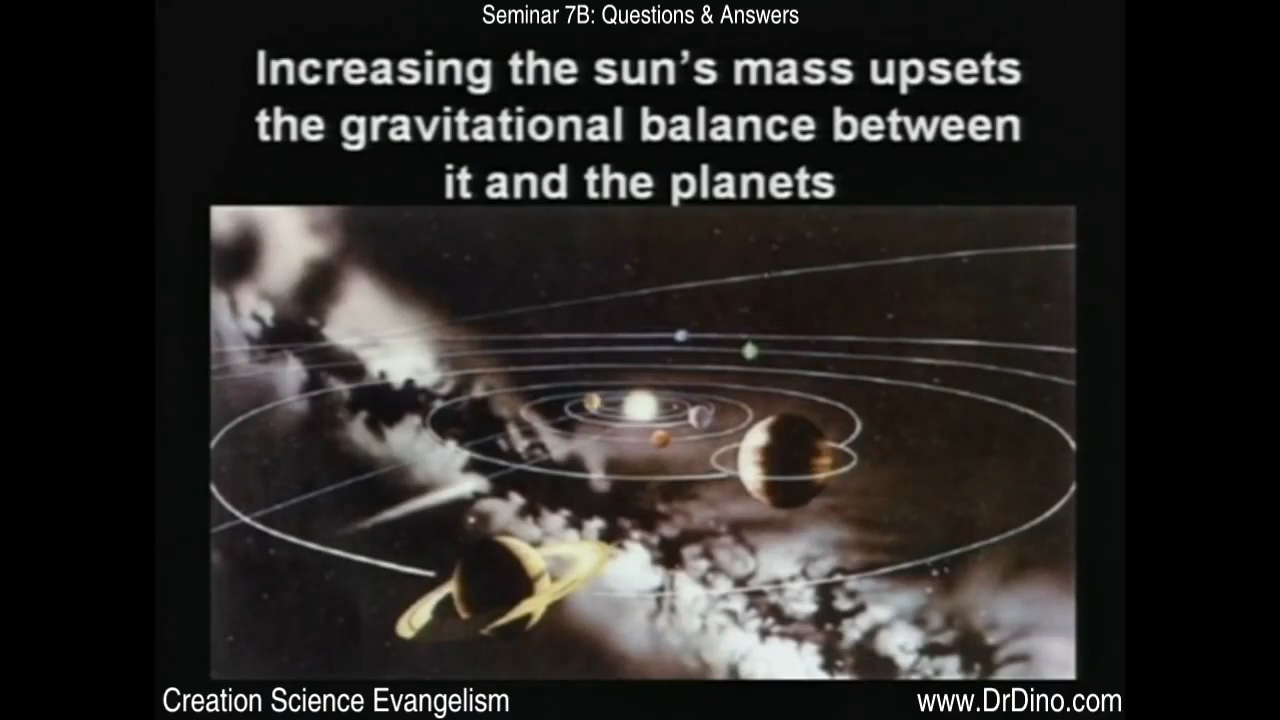 Seminar 7B: Questions & Answers
Increasing the sun's mass upsets
the gravitational balance between
it and the planets
Creation Science Evangelism
www.DrDino.com